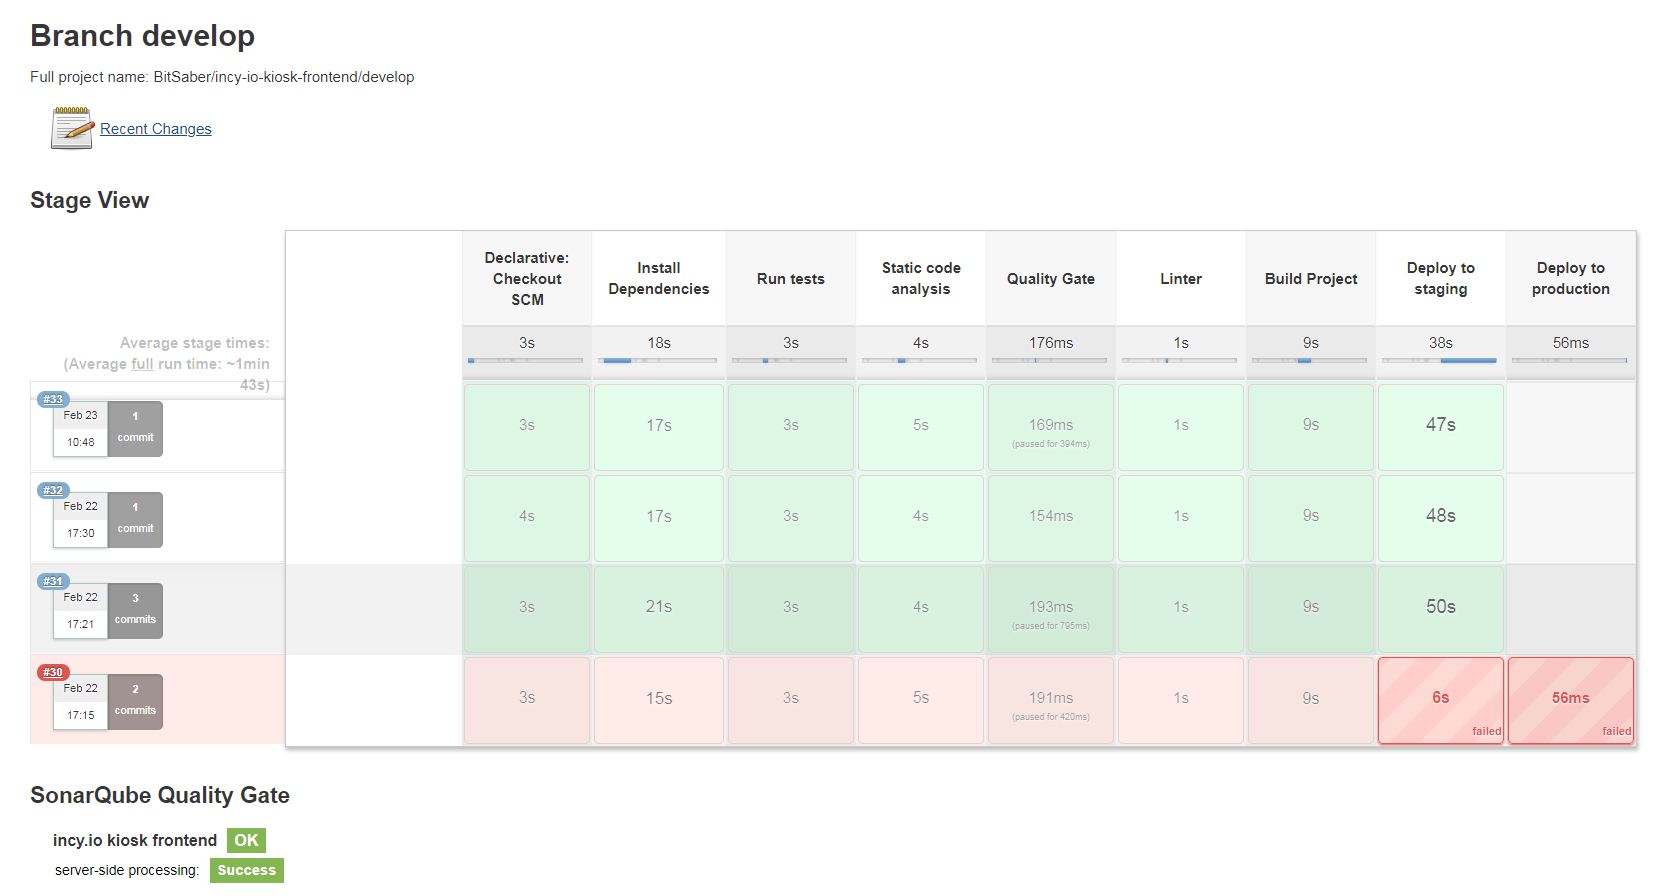 Branch develop
Full project name: BitSaber/incy-io-kiosk-frontend/develop
Recent Changes
Stage View
Declarative: Checkout SCM
Install Dependencies
Run tests
Static code analysis
Quality Gate
Linter
Build Project
Deploy to staging
Deploy to production
Average stage times:
(Average full run time: ~1min
43s)
3s 18s 3s 4s 176ms 1s 9s 38s 56ms
#33
Feb 23
10:48
1
commit
3s 17s 3s 5s 169ms 1s 9s 47s
(paused for 394ms)
#32
Feb 22
17:30
1
commit
4s 17s 3s 4s 154ms 1s 9s 48s
#31
Feb 22
17:21
3
commits
3s 21s 3s 4s 193ms 1s 9s 50s
(paused for 795ms)
#30
Feb 22
17:15
2
commits
3s 15s 3s 5s 191ms 1s 9s 6s 56ms
(paused for 420ms)
failed failed
SonarQube Quality Gate
incy.io kiosk frontend OK
server-side processing: Success